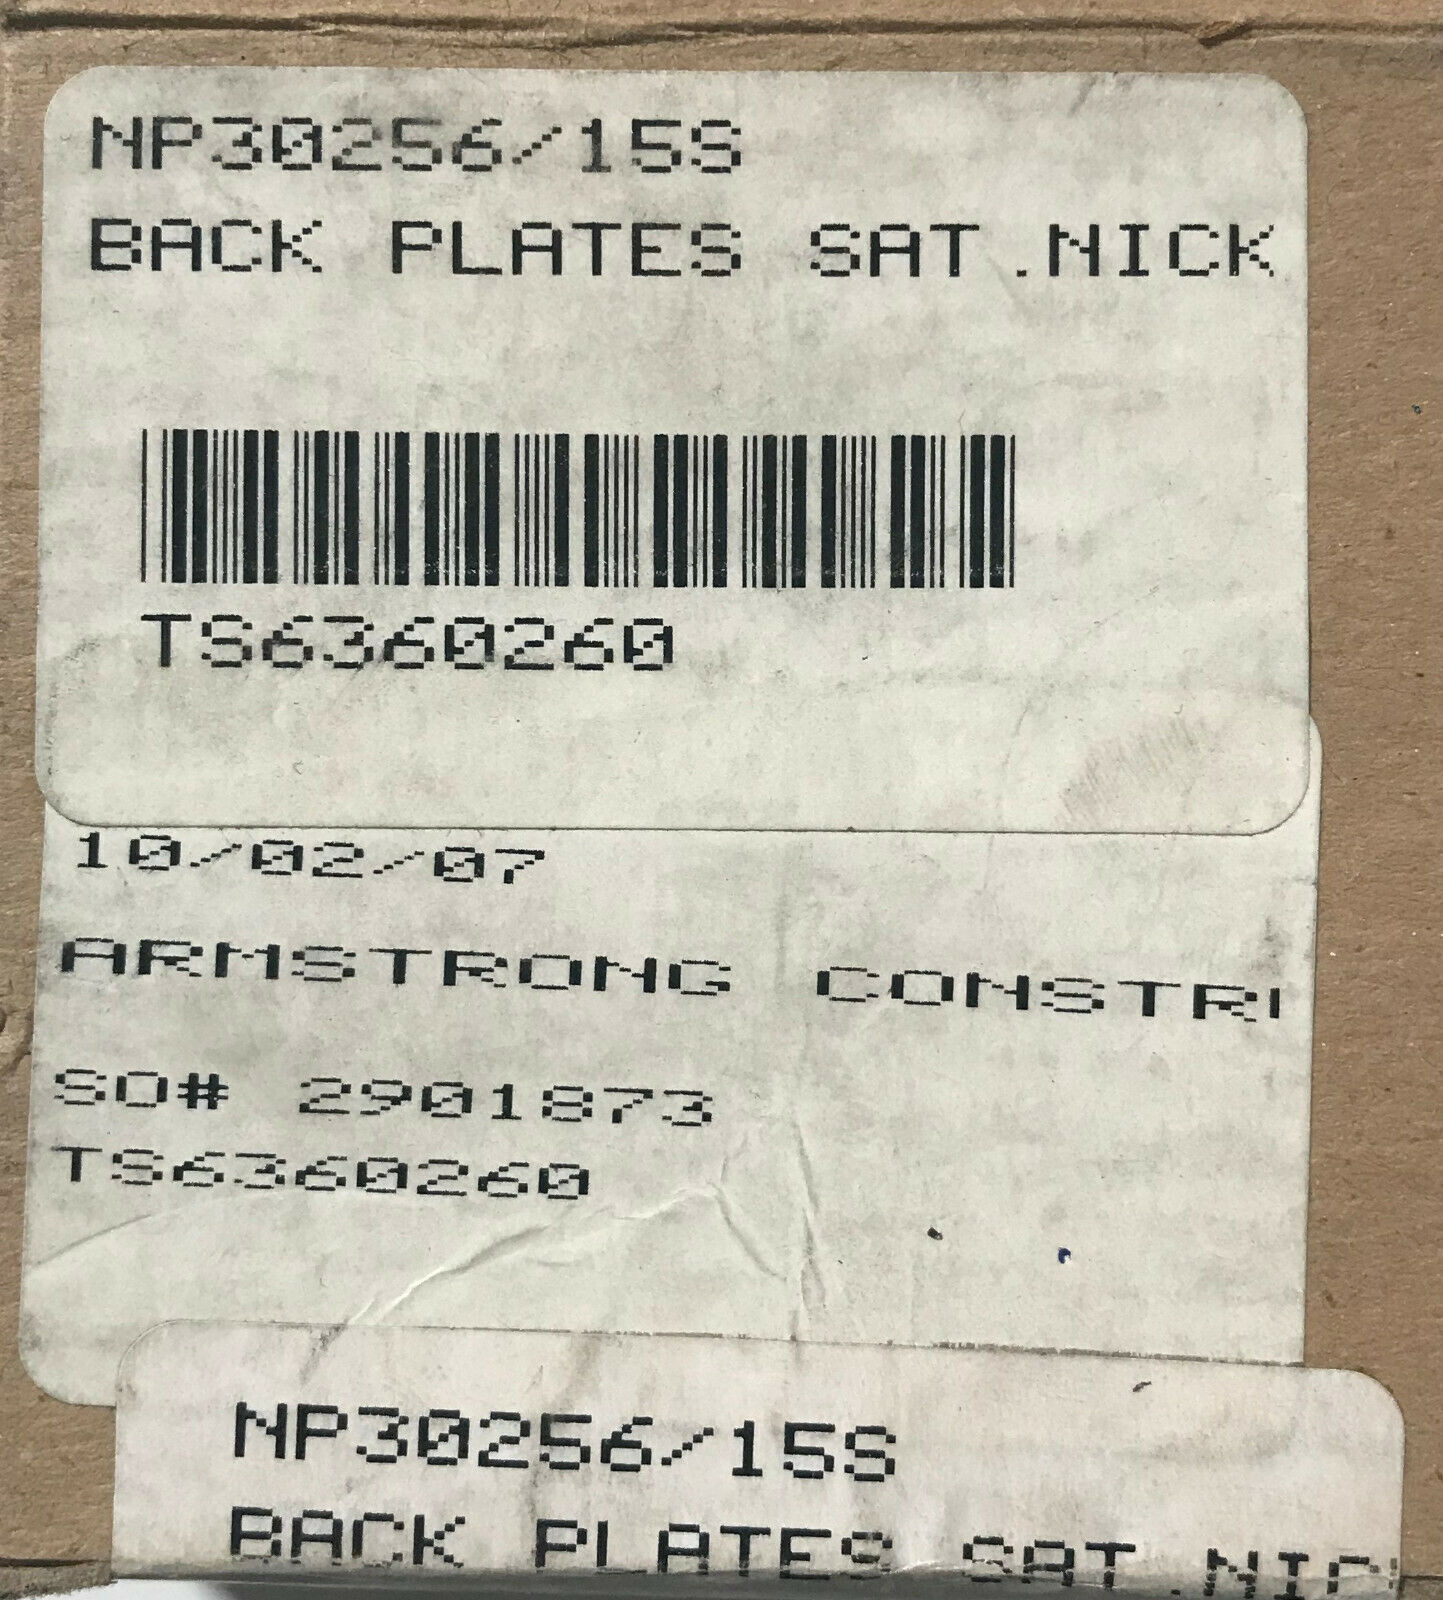 NP30256/15S
BACK PLATES SAT.NICK
TS6360260
10/02/07
ARMSTRONG CONSTR
SO# 2901873
TS6360260
NP30256/15S
BACK PLATES SAT.NIC